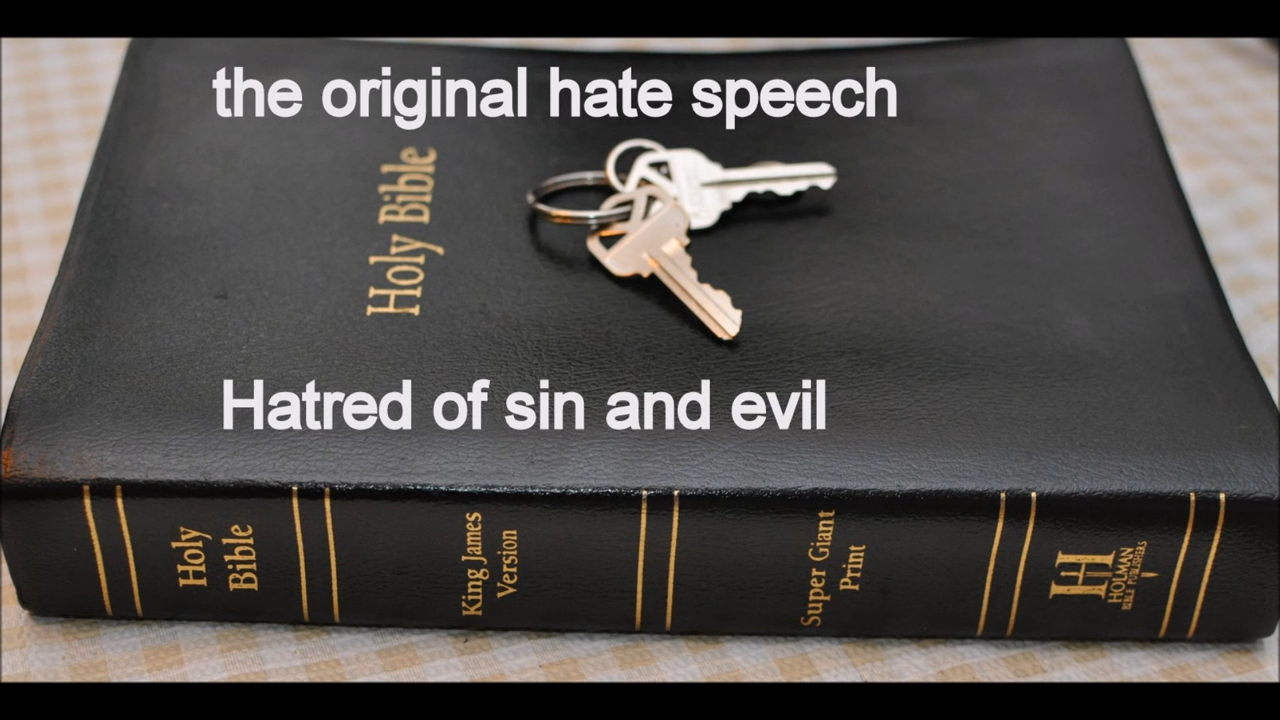 the original hate speech
Holy Bible
Hatred of sin and evil
Holy
Bible
King James
Version
Super Giant
Print
HOLMAN
BIBLE PUBLISHERS